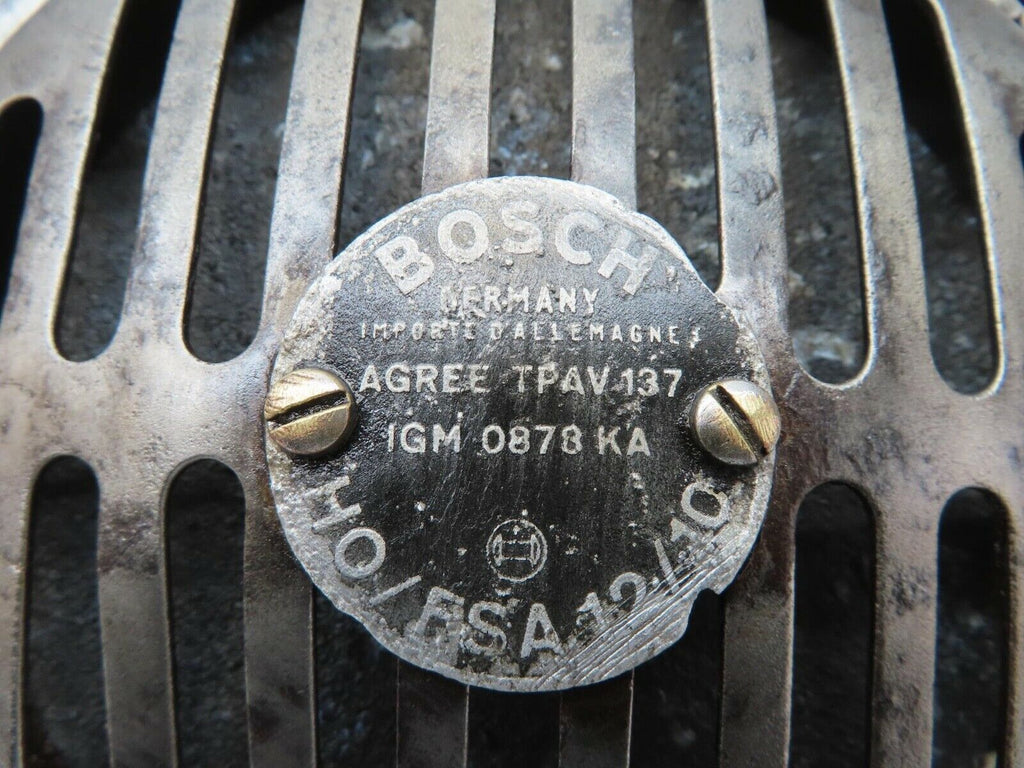 BOSCH
GERMANY
IMPORTE D'ALLEMAGNE
AGREE TPAV 137
IGM 0878 KA
HO/FSA 12/10